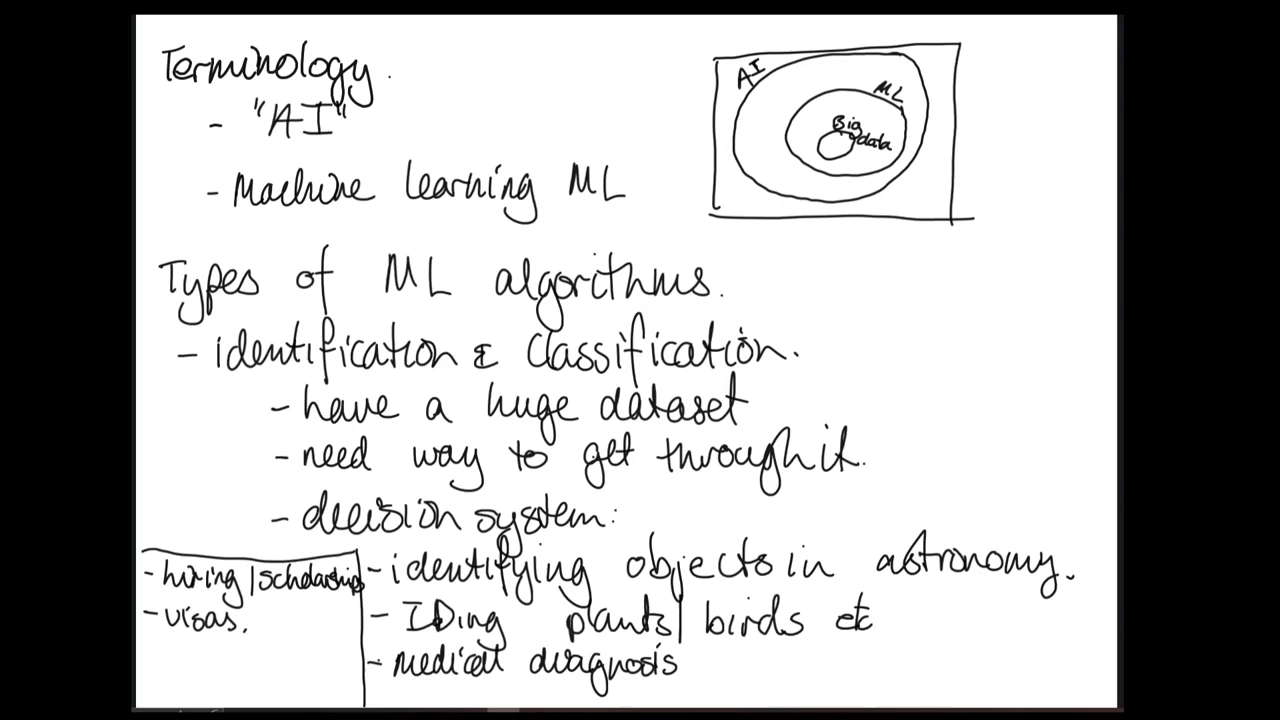 Terminology.
- "AI"
- Machine learning ML
AI
ML
Big
data
Types of ML algorithms.
- identification & classification.
- have a huge dataset
- need way to get through it.
- decision system:
- identifying objects in astronomy.
- IDing plants/birds etc
- medical diagnosis
- hiring/scholarships
- visas.